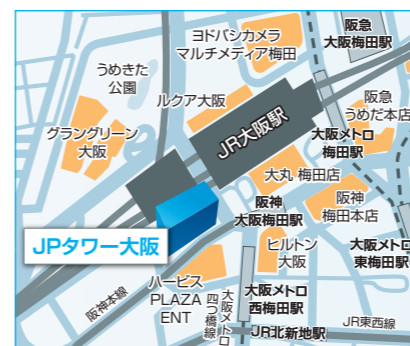 ヨドバシカメラ
マルチメディア梅田
阪急
大阪梅田駅
うめきた
公園
ルクア大阪
グラングリーン
大阪
JR大阪駅
阪急
うめだ本店
大阪メトロ
梅田駅
大丸 梅田店
阪神
大阪梅田駅
阪神
梅田本店
JPタワー大阪
ヒルトン
大阪
大阪メトロ
東梅田駅
ハービス
PLAZA
ENT
阪神本線
大阪メトロ
四つ橋線
大阪メトロ
西梅田駅
JR東西線
JR北新地駅